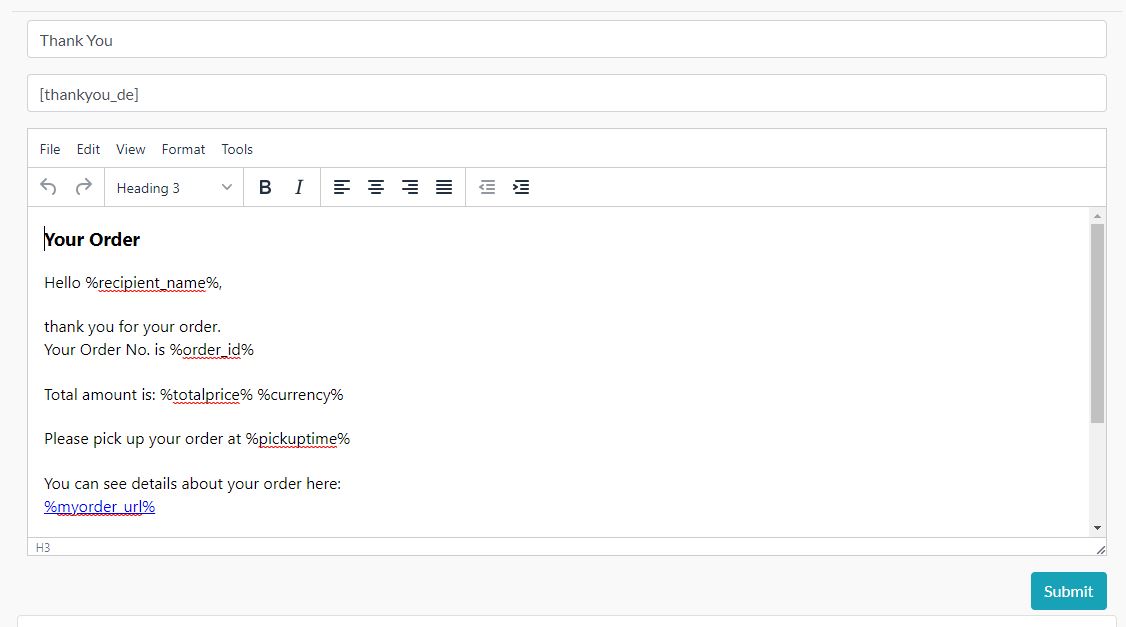 Thank You
[thankyou_de]
File Edit View Format Tools
Heading 3 B I
Your Order
Hello %recipient_name%,
thank you for your order.
Your Order No. is %order_id%
Total amount is: %totalprice% %currency%
Please pick up your order at %pickuptime%
You can see details about your order here:
%myorder_url%
H3
Submit